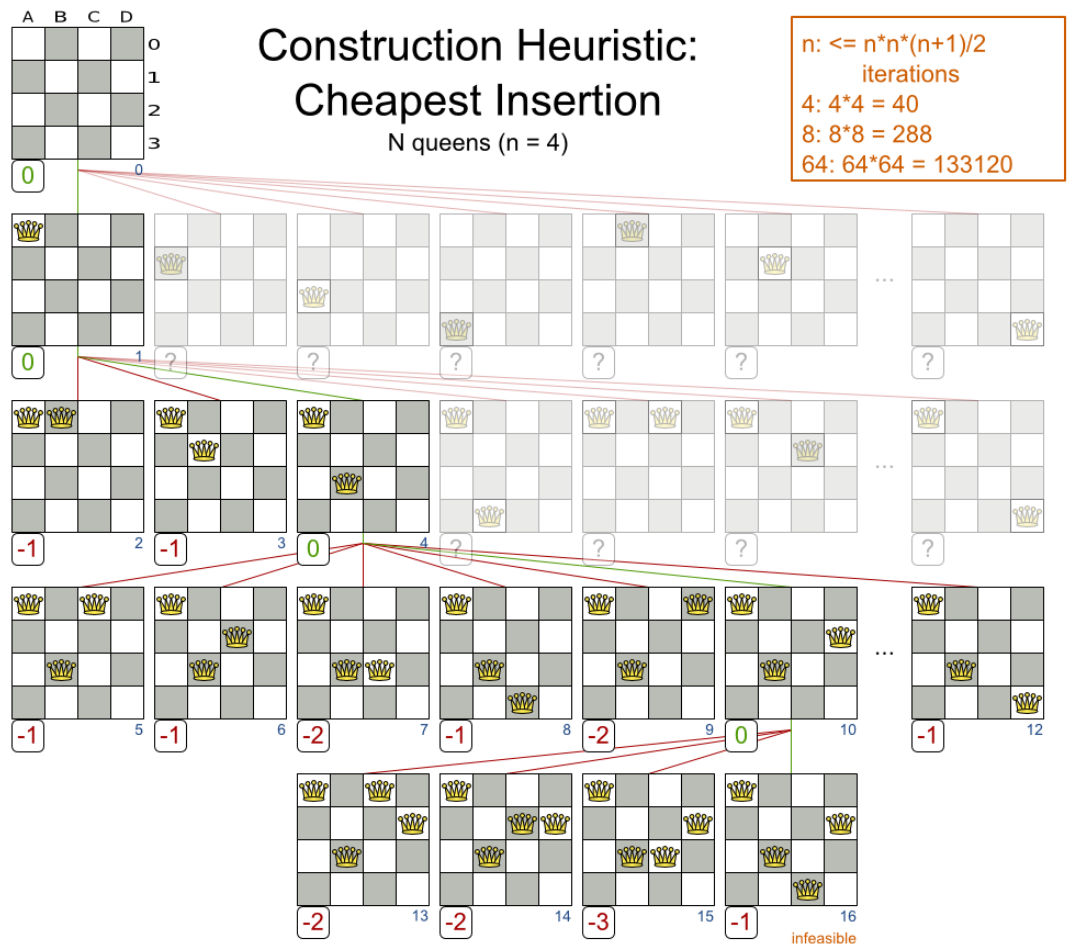 A B C D
0
1
2
3
Construction Heuristic:
Cheapest Insertion
N queens (n = 4)
n: <= n*n*(n+1)/2
iterations
4: 4*4 = 40
8: 8*8 = 288
64: 64*64 = 133120
0 0
0 1 ? ? ? ? ? ... ?
-1 2 -1 3 0 4 ? ? ? ... ?
-1 5 -1 6 -2 7 -1 8 -2 9 0 10 ... -1 12
-2 13 -2 14 -3 15 -1 16
infeasible